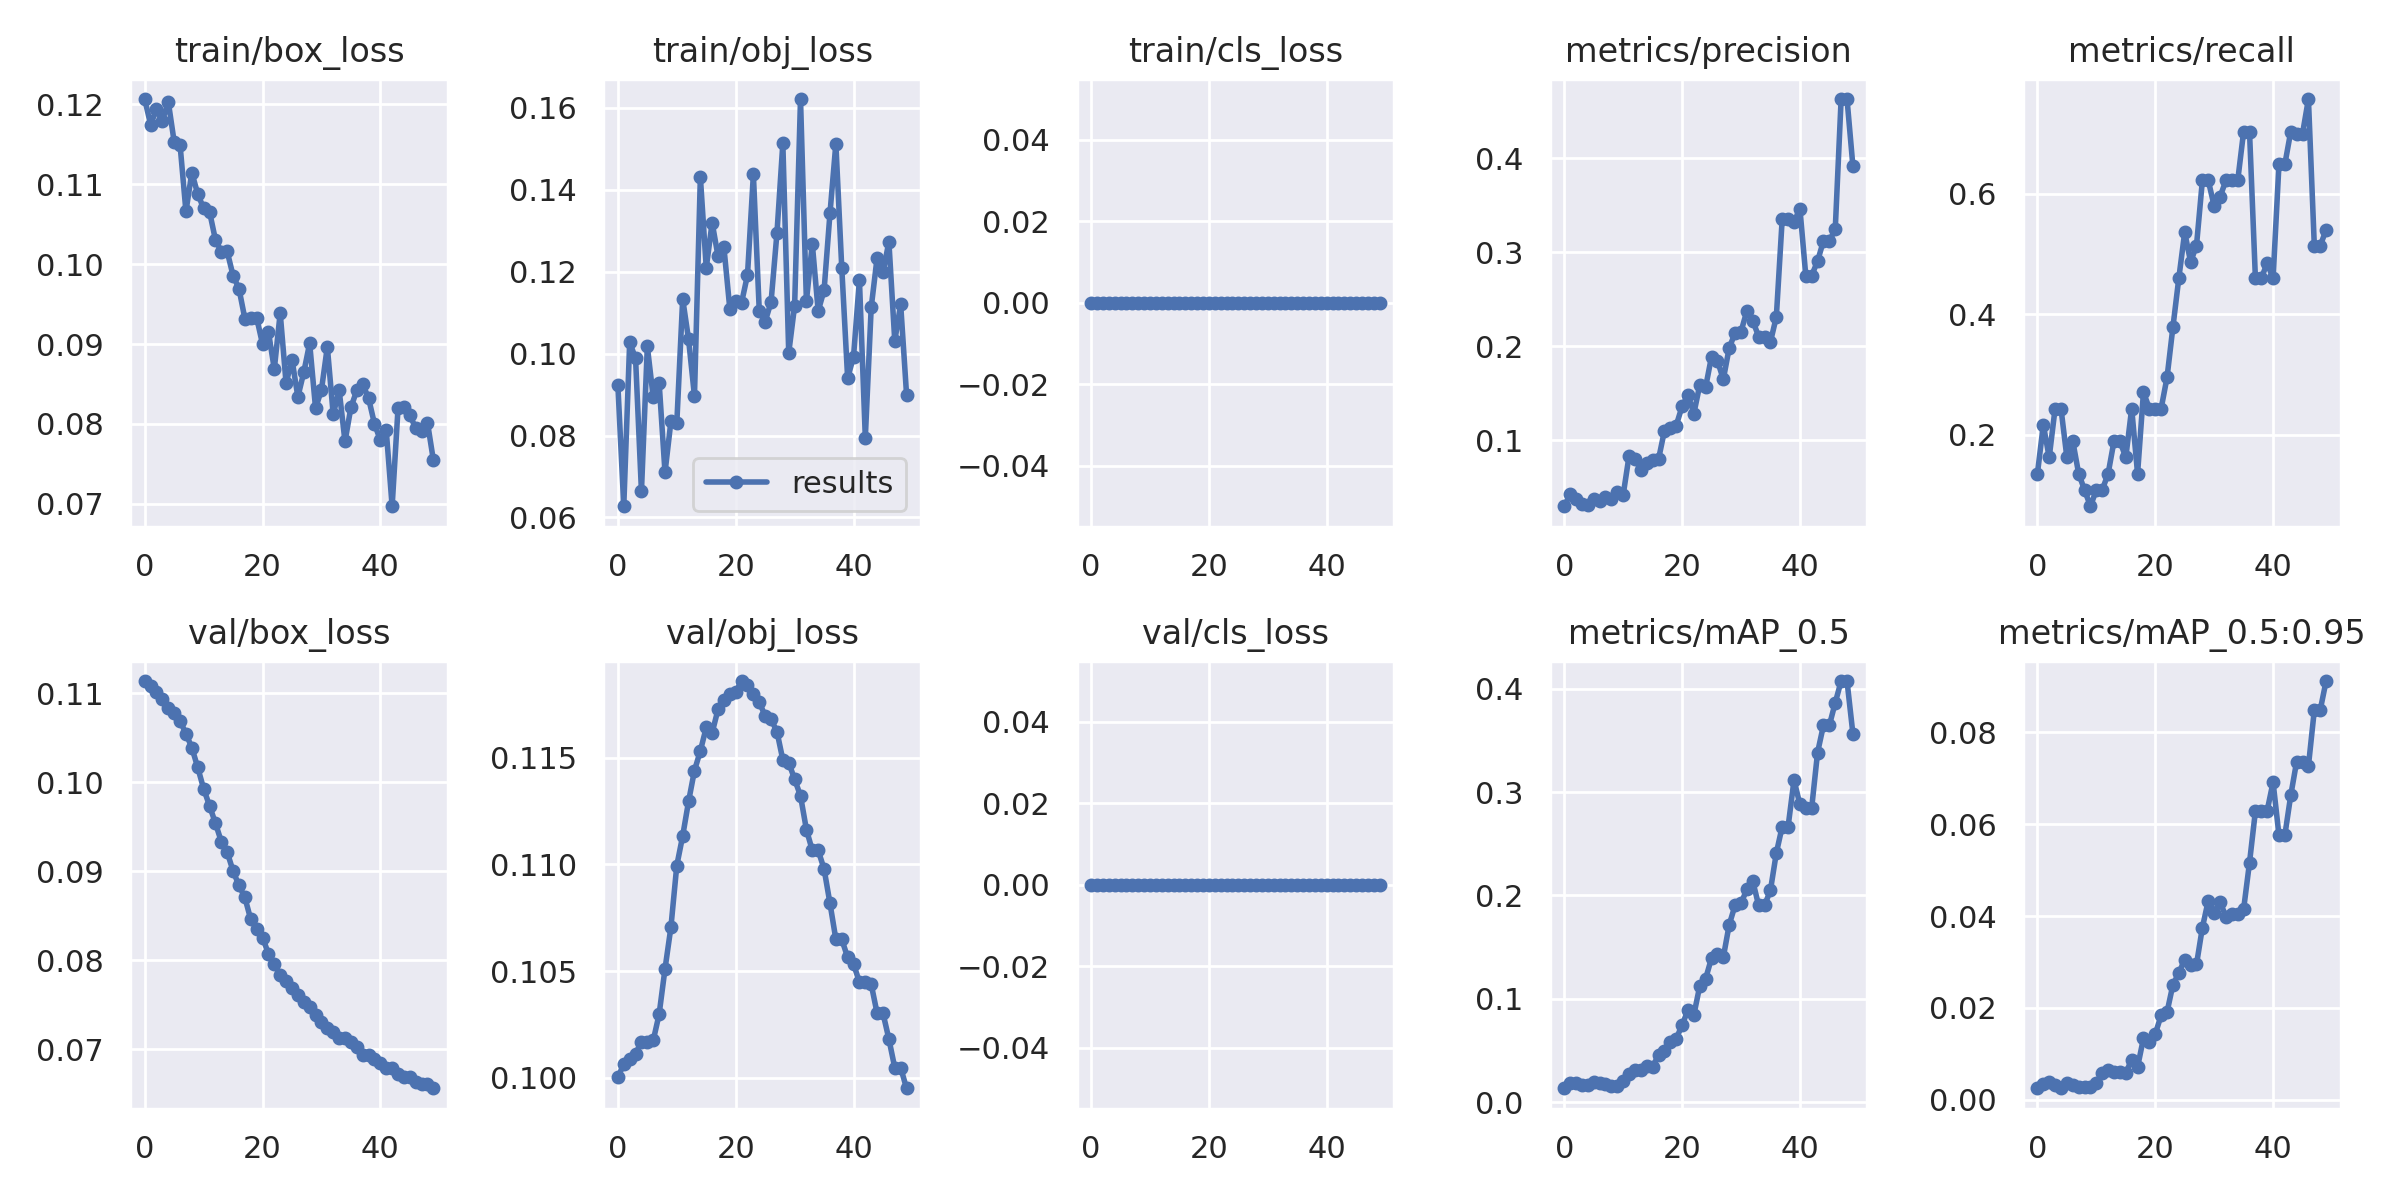 train/box_loss
0.12
0.11
0.10
0.09
0.08
0.07
0 20 40
train/obj_loss
0.16
0.14
0.12
0.10
0.08
0.06
results
0 20 40
train/cls_loss
0.04
0.02
0.00
−0.02
−0.04
0 20 40
metrics/precision
0.4
0.3
0.2
0.1
0 20 40
metrics/recall
0.6
0.4
0.2
0 20 40
val/box_loss
0.11
0.10
0.09
0.08
0.07
0 20 40
val/obj_loss
0.115
0.110
0.105
0.100
0 20 40
val/cls_loss
0.04
0.02
0.00
−0.02
−0.04
0 20 40
metrics/mAP_0.5
0.4
0.3
0.2
0.1
0.0
0 20 40
metrics/mAP_0.5:0.95
0.08
0.06
0.04
0.02
0.00
0 20 40